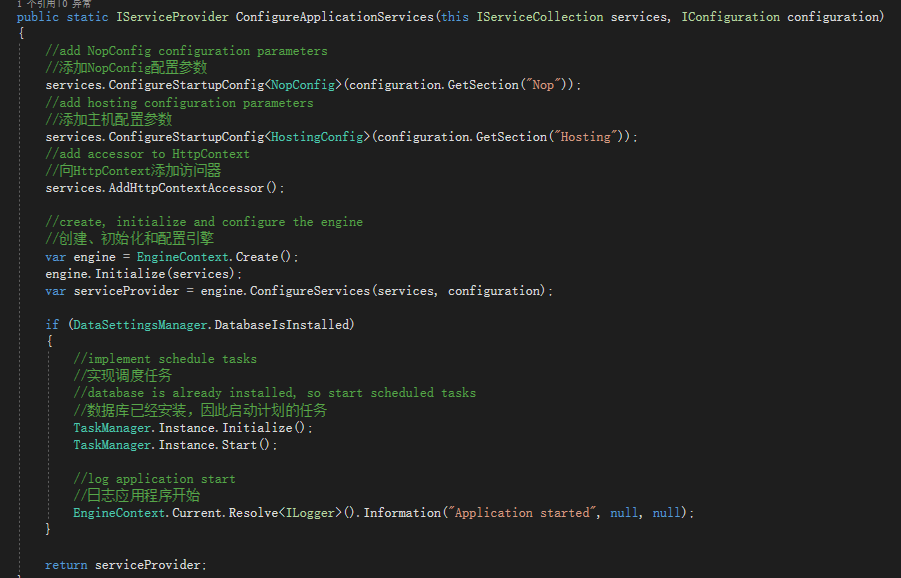 1 个引用|0 异常
public static IServiceProvider ConfigureApplicationServices(this IServiceCollection services, IConfiguration configuration)
{
//add NopConfig configuration parameters
//添加NopConfig配置参数
services.ConfigureStartupConfig<NopConfig>(configuration.GetSection("Nop"));
//add hosting configuration parameters
//添加主机配置参数
services.ConfigureStartupConfig<HostingConfig>(configuration.GetSection("Hosting"));
//add accessor to HttpContext
//向HttpContext添加访问器
services.AddHttpContextAccessor();
//create, initialize and configure the engine
//创建、初始化和配置引擎
var engine = EngineContext.Create();
engine.Initialize(services);
var serviceProvider = engine.ConfigureServices(services, configuration);
if (DataSettingsManager.DatabaseIsInstalled)
{
//implement schedule tasks
//实现调度任务
//database is already installed, so start scheduled tasks
//数据库已经安装，因此启动计划的任务
TaskManager.Instance.Initialize();
TaskManager.Instance.Start();
//log application start
//日志应用程序开始
EngineContext.Current.Resolve<ILogger>().Information("Application started", null, null);
}
return serviceProvider;